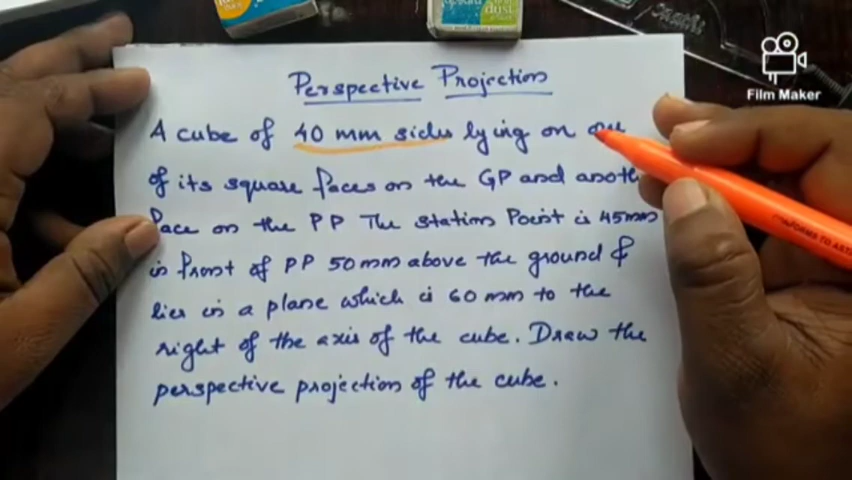 Perspective Projection
A cube of 40 mm sides lying on
of its square faces on the GP and
face on the PP The station Point is 45mm
in front of PP 50mm above the ground &
lies in a plane which is 60 mm to the
right of the axis of the cube. Draw the
perspective projection of the cube.
Film Maker
dust